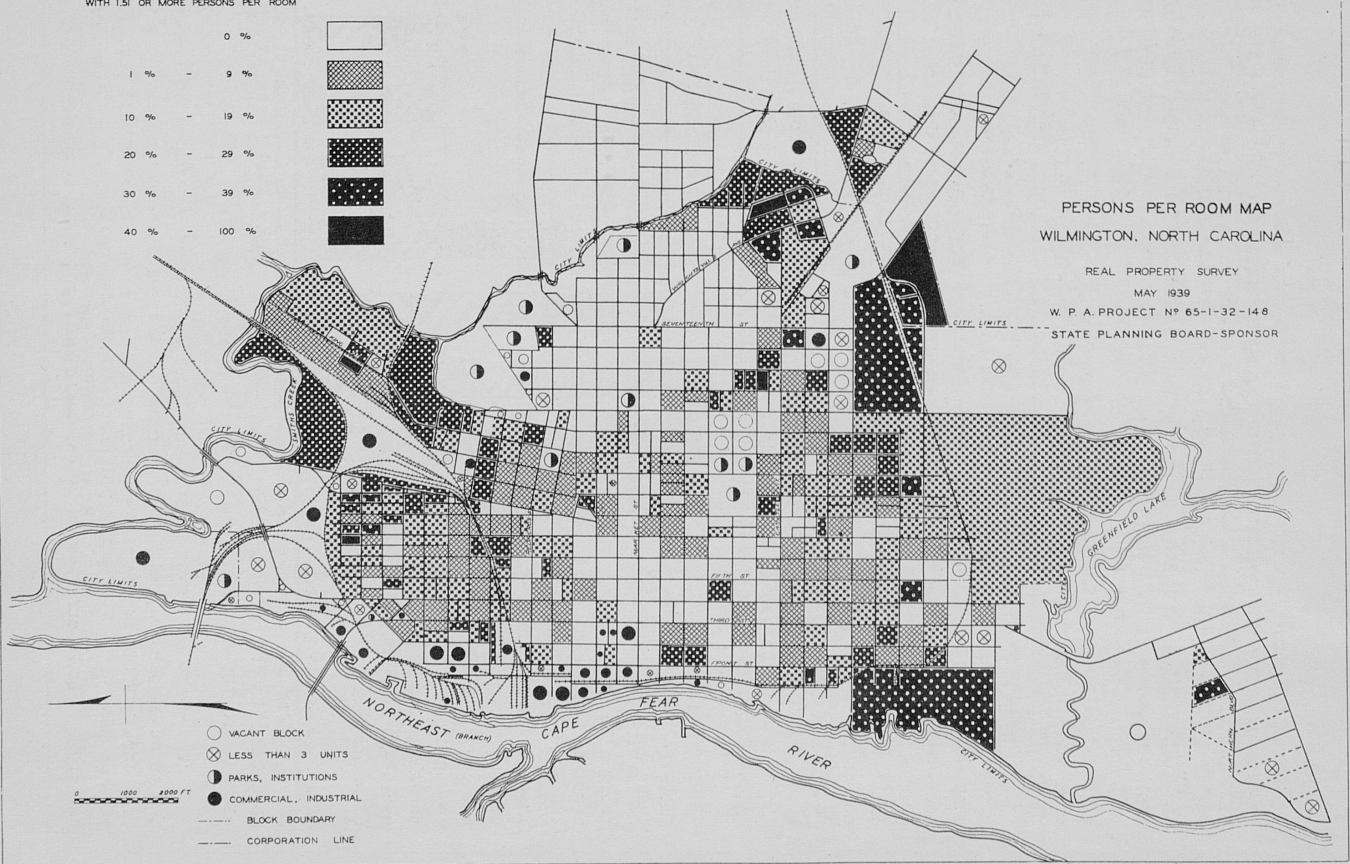 WITH 1.51 OR MORE PERSONS PER ROOM
0 %
1 % - 9 %
10 % - 19 %
20 % - 29 %
30 % - 39 %
40 % - 100 %
PERSONS PER ROOM MAP
WILMINGTON, NORTH CAROLINA
REAL PROPERTY SURVEY
MAY 1939
W. P. A. PROJECT Nº 65-1-32-148
STATE PLANNING BOARD-SPONSOR
CITY LIMITS
CITY LIMITS
CITY LIMITS
SEVENTEENTH ST
CITY LIMITS
CITY LIMITS
MARKET ST
GREENFIELD LAKE
FIFTH ST
THIRD ST
FRONT ST
NORTHEAST (BRANCH)
CAPE FEAR
RIVER
CITY LIMITS
VACANT BLOCK
LESS THAN 3 UNITS
PARKS, INSTITUTIONS
COMMERCIAL, INDUSTRIAL
BLOCK BOUNDARY
CORPORATION LINE
0 1000 2000 FT